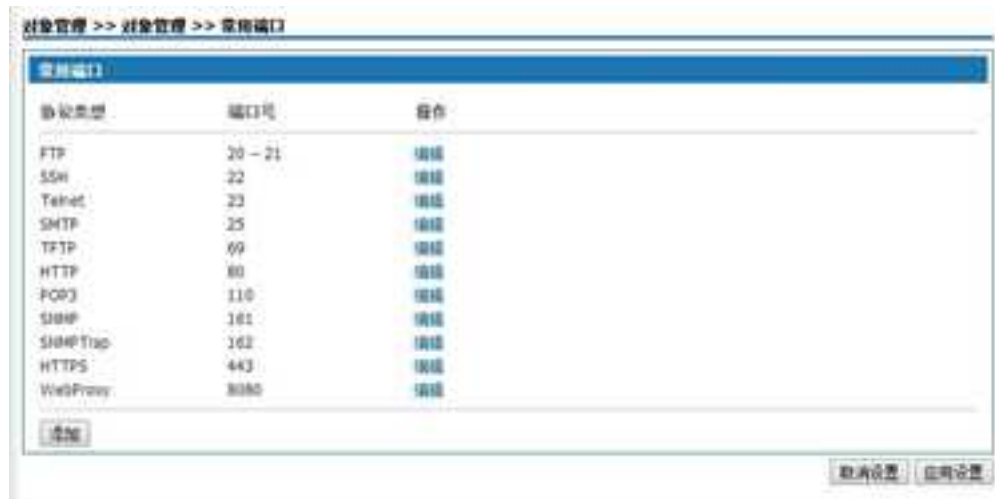 对象管理 >> 对象管理 >> 常用端口
常用端口
协议类型 端口号 操作
FTP 20 - 21 编辑
SSH 22 编辑
Telnet 23 编辑
SMTP 25 编辑
TFTP 69 编辑
HTTP 80 编辑
POP3 110 编辑
SNMP 161 编辑
SNMPTrap 162 编辑
HTTPS 443 编辑
WebProxy 8080 编辑
添加
取消设置 应用设置